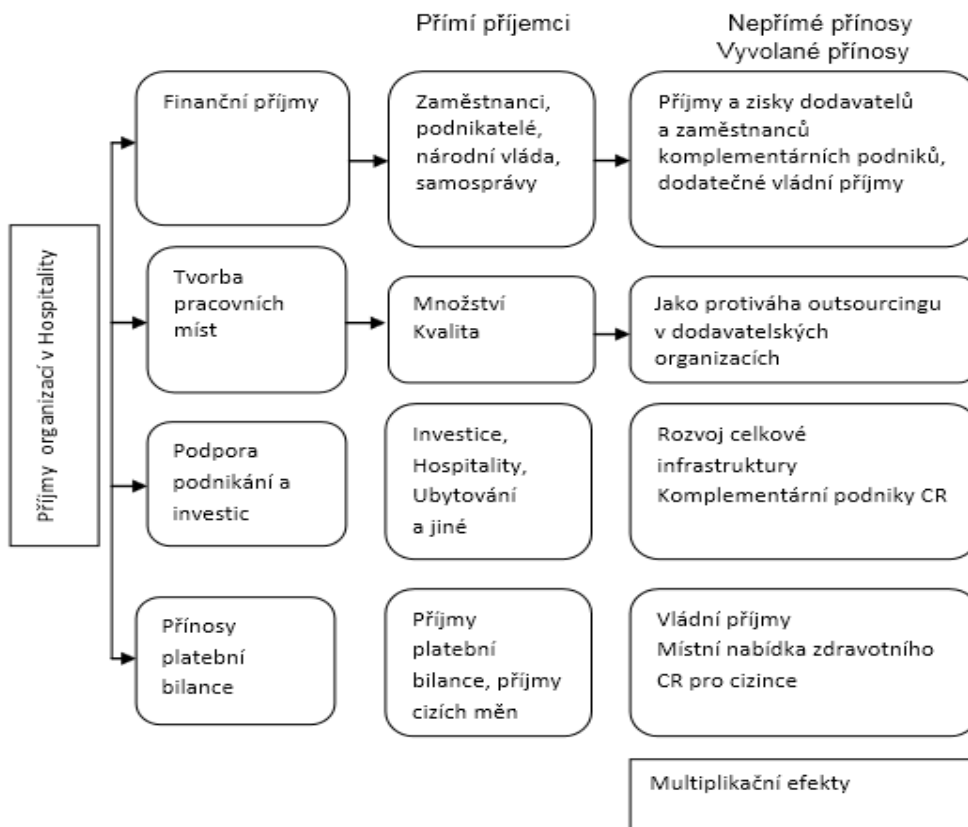 Přímí příjemci
Nepřímé přínosy
Vyvolané přínosy
Příjmy organizací v Hospitality
Finanční příjmy
Zaměstnanci,
podnikatelé,
národní vláda,
samosprávy
Příjmy a zisky dodavatelů
a zaměstnanců
komplementárních podniků,
dodatečné vládní příjmy
Tvorba
pracovních
míst
Množství
Kvalita
Jako protiváha outsourcingu
v dodavatelských
organizacích
Podpora
podnikání a
investic
Investice,
Hospitality,
Ubytování
a jiné
Rozvoj celkové
infrastruktury
Komplementární podniky CR
Přínosy
platební
bilance
Příjmy
platební
bilance, příjmy
cizích měn
Vládní příjmy
Místní nabídka zdravotního
CR pro cizince
Multiplikační efekty